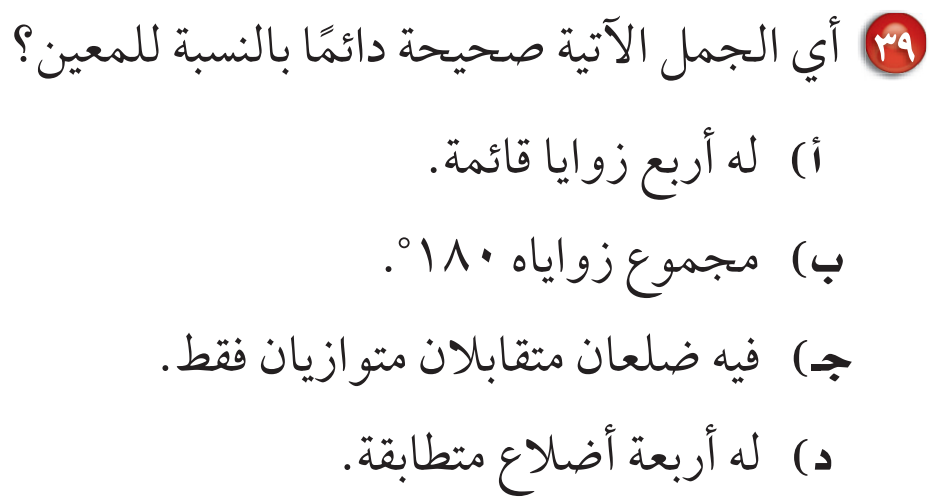 ٣٩ أي الجمل الآتية صحيحة دائمًا بالنسبة للمعين؟
أ) له أربع زوايا قائمة.
ب) مجموع زواياه ١٨٠°.
جـ) فيه ضلعان متقابلان متوازيان فقط.
د) له أربعة أضلاع متطابقة.